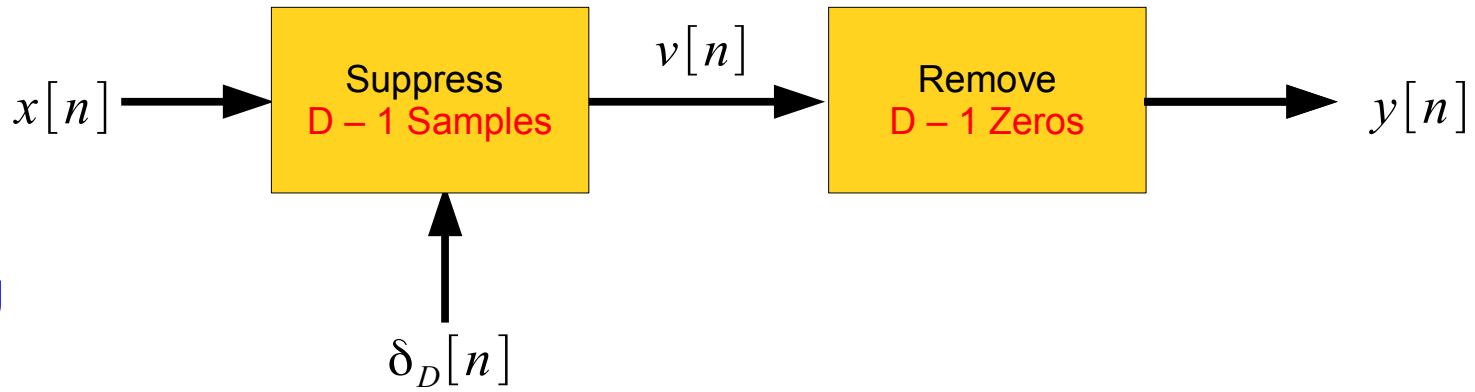 x[n]
Suppress
D – 1 Samples
v[n]
Remove
D – 1 Zeros
y[n]
δ_D[n]